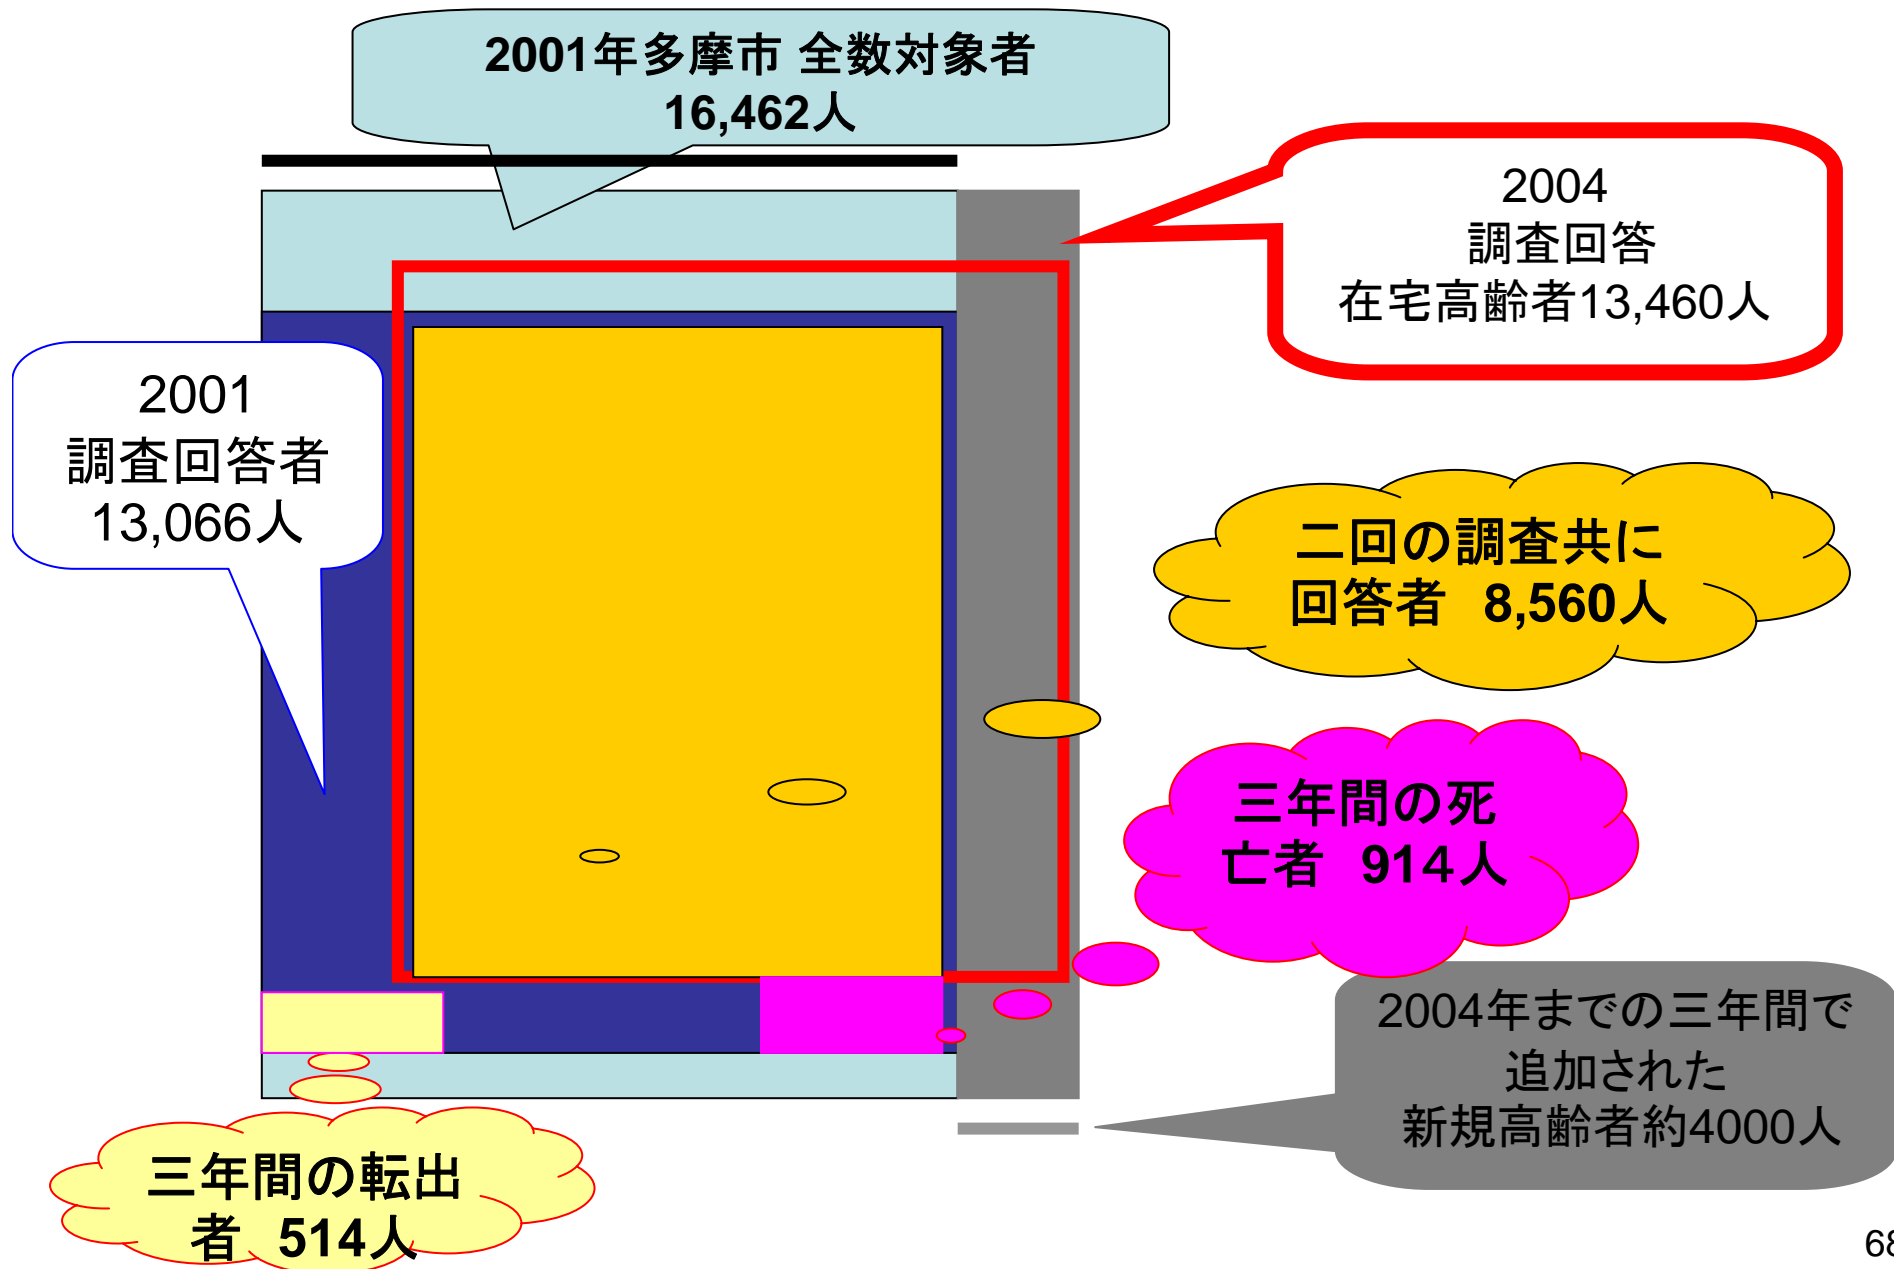 2001年多摩市 全数対象者
16,462人
2004
調査回答
在宅高齢者13,460人
2001
調査回答者
13,066人
二回の調査共に
回答者　8,560人
三年間の死
亡者　914人
2004年までの三年間で
追加された
新規高齢者約4000人
三年間の転出
者　514人
68